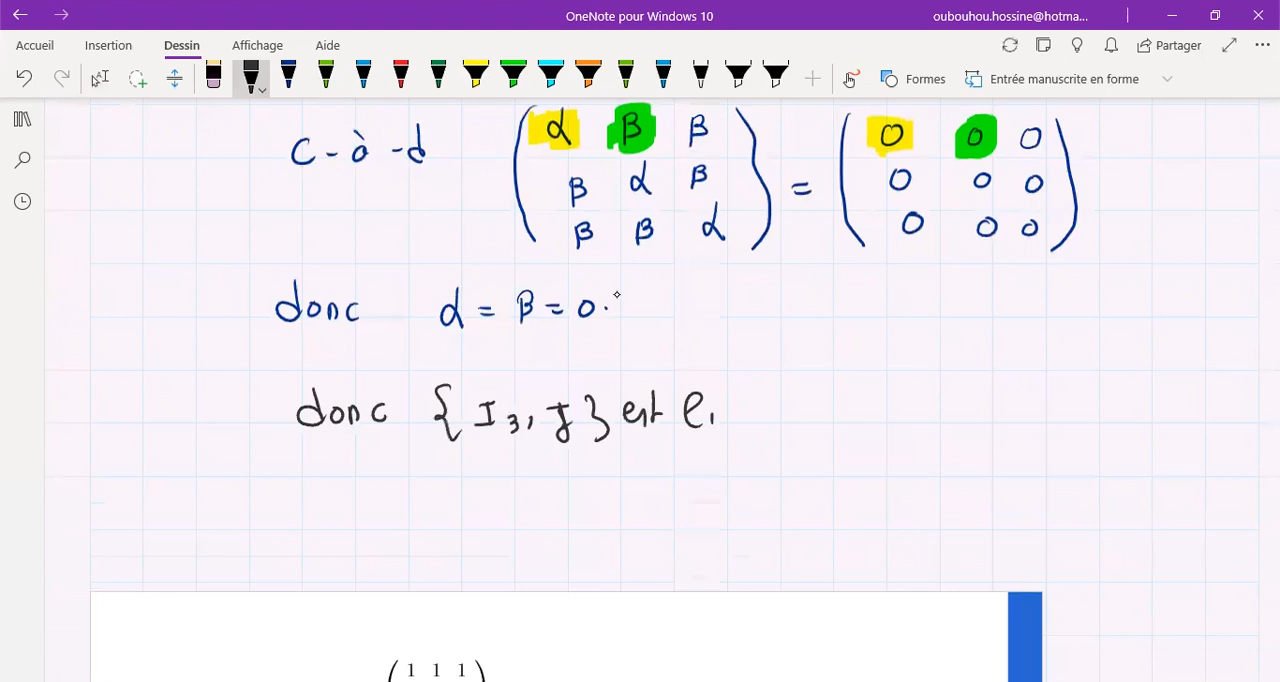 OneNote pour Windows 10
oubouhou.hossine@hotma...
Accueil Insertion Dessin Affichage Aide
Partager
Formes
Entrée manuscrite en forme
c-à-d ( α β β = ( 0 0 0
β α β 0 0 0
β β α ) 0 0 0 )
donc α = β = 0.
donc { I3, J } est l.
( 1 1 1 )